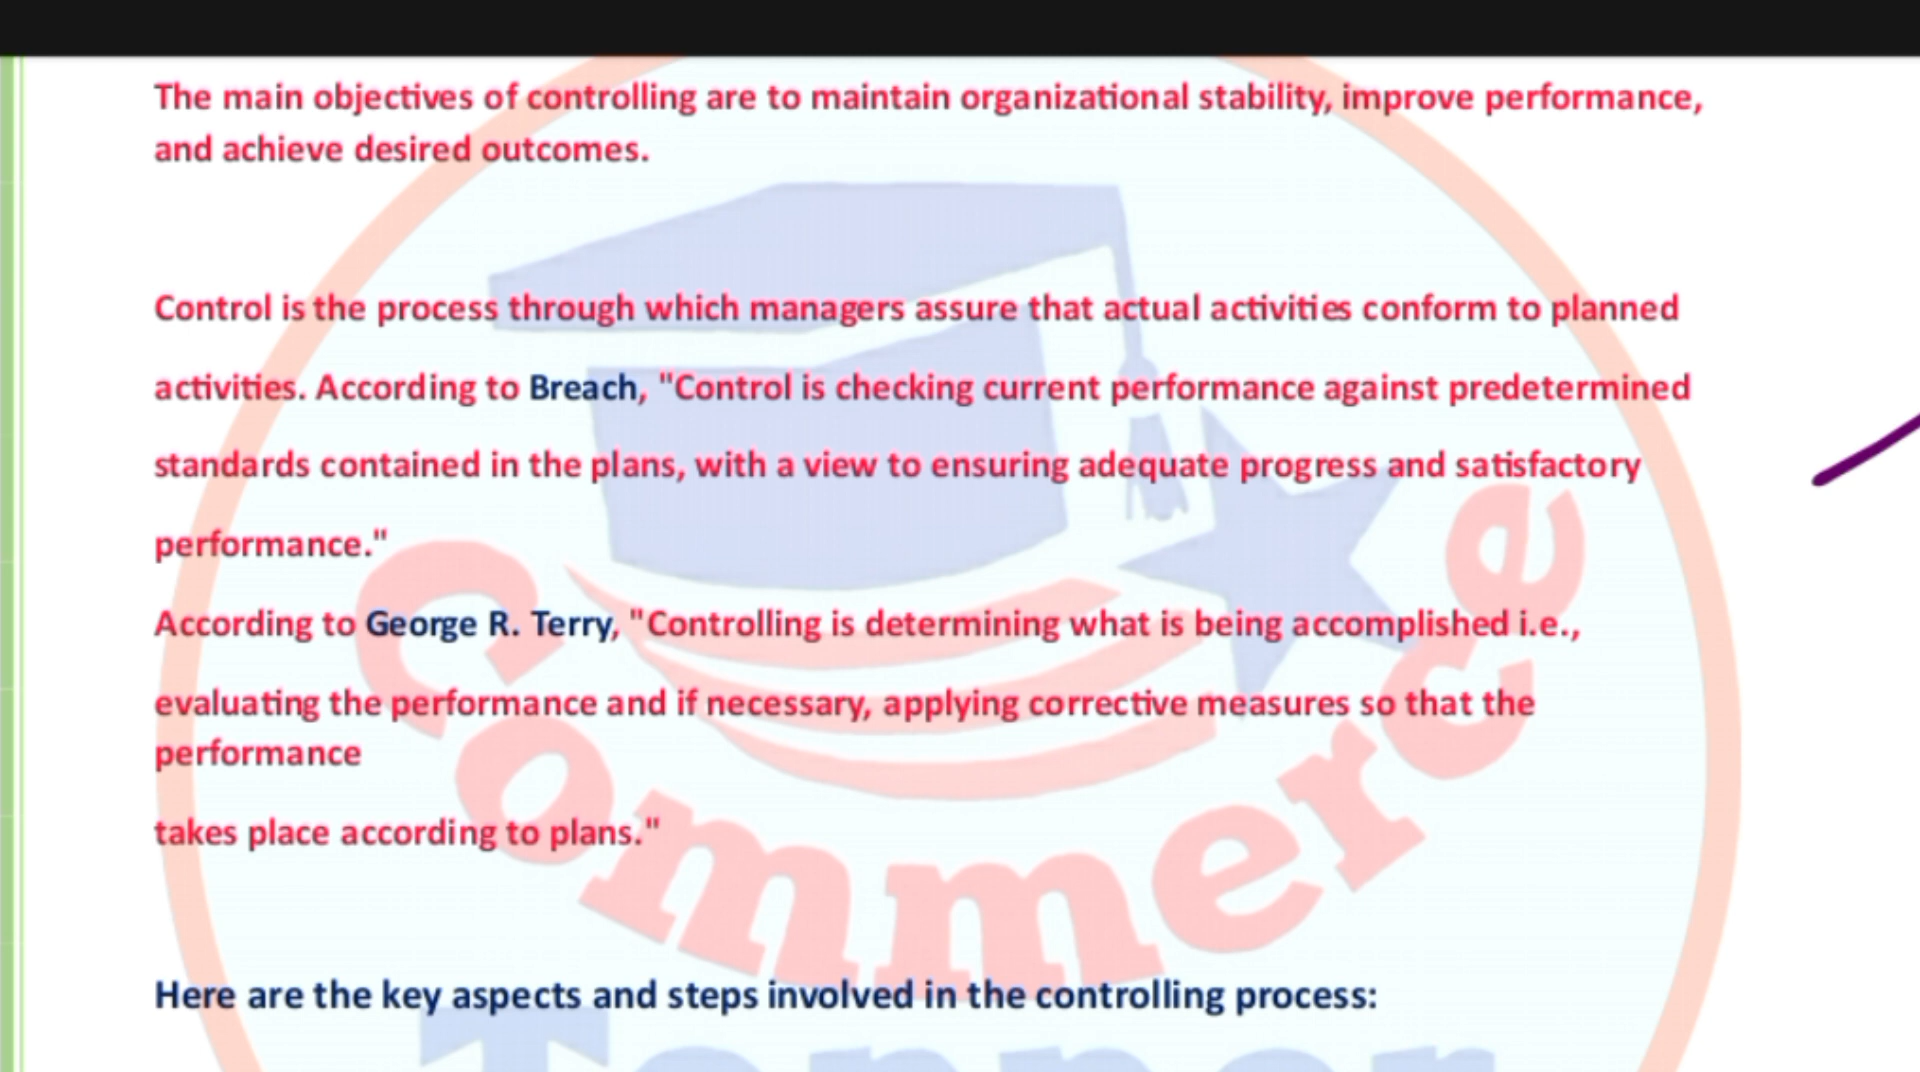 The main objectives of controlling are to maintain organizational stability, improve performance,
and achieve desired outcomes.
Control is the process through which managers assure that actual activities conform to planned
activities. According to Breach, "Control is checking current performance against predetermined
standards contained in the plans, with a view to ensuring adequate progress and satisfactory
performance."
According to George R. Terry, "Controlling is determining what is being accomplished i.e.,
evaluating the performance and if necessary, applying corrective measures so that the
performance
takes place according to plans."
Here are the key aspects and steps involved in the controlling process:
Commerce